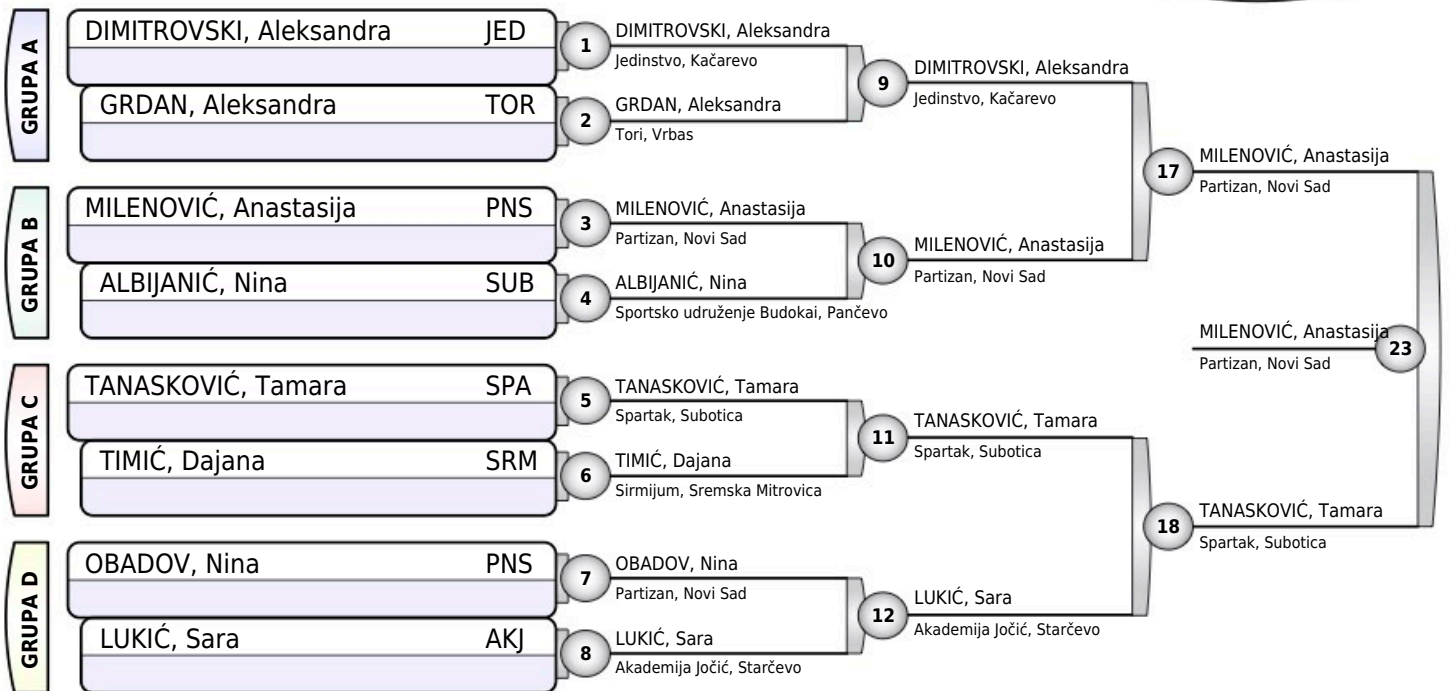 GRUPA A
DIMITROVSKI, Aleksandra JED
GRDAN, Aleksandra TOR
1
DIMITROVSKI, Aleksandra
Jedinstvo, Kačarevo
2
GRDAN, Aleksandra
Tori, Vrbas
9
DIMITROVSKI, Aleksandra
Jedinstvo, Kačarevo
GRUPA B
MILENOVIĆ, Anastasija PNS
ALBIJANIĆ, Nina SUB
3
MILENOVIĆ, Anastasija
Partizan, Novi Sad
4
ALBIJANIĆ, Nina
Sportsko udruženje Budokai, Pančevo
10
MILENOVIĆ, Anastasija
Partizan, Novi Sad
17
MILENOVIĆ, Anastasija
Partizan, Novi Sad
GRUPA C
TANASKOVIĆ, Tamara SPA
TIMIĆ, Dajana SRM
5
TANASKOVIĆ, Tamara
Spartak, Subotica
6
TIMIĆ, Dajana
Sirmijum, Sremska Mitrovica
11
TANASKOVIĆ, Tamara
Spartak, Subotica
GRUPA D
OBADOV, Nina PNS
LUKIĆ, Sara AKJ
7
OBADOV, Nina
Partizan, Novi Sad
8
LUKIĆ, Sara
Akademija Jočić, Starčevo
12
LUKIĆ, Sara
Akademija Jočić, Starčevo
18
TANASKOVIĆ, Tamara
Spartak, Subotica
MILENOVIĆ, Anastasija
Partizan, Novi Sad
23